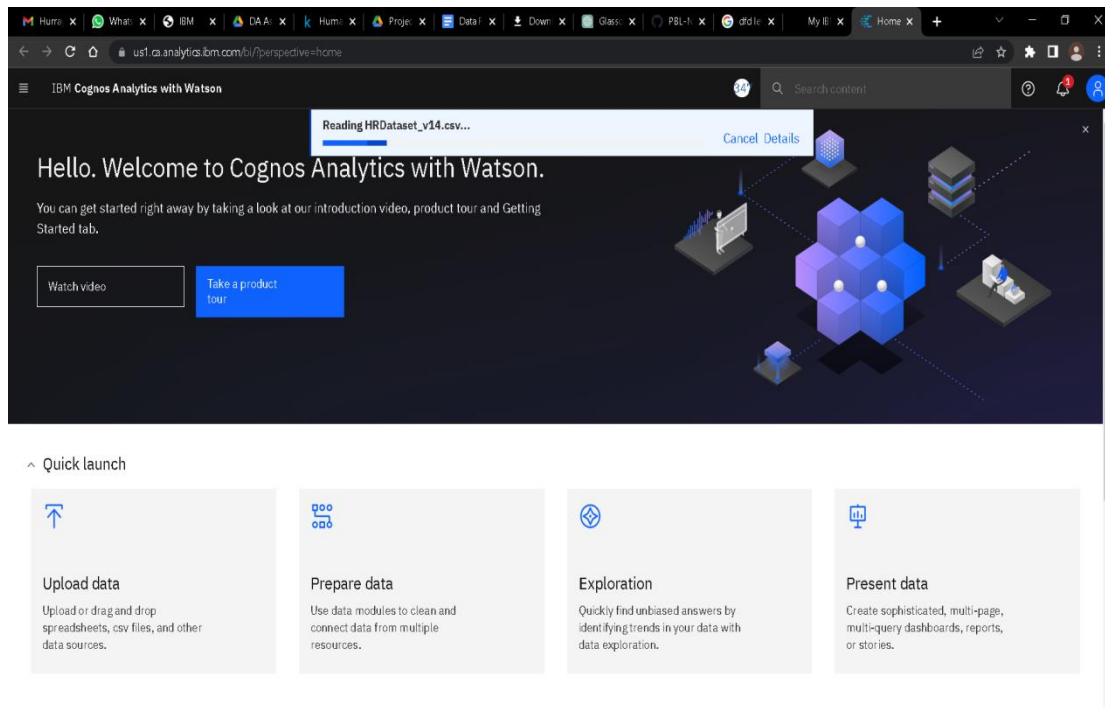 Hurra
Whats
IBM
DA As
Huma
Projec
Data F
Down
Glasso
PBL-N
dfd le
My IB
Home
us1.ca.analytics.ibm.com/bi/?perspective=home
IBM Cognos Analytics with Watson
34°
Search content
1
Reading HRDataset_v14.csv...
Cancel Details
Hello. Welcome to Cognos Analytics with Watson.
You can get started right away by taking a look at our introduction video, product tour and Getting
Started tab.
Watch video
Take a product
tour
Quick launch
Upload data
Upload or drag and drop
spreadsheets, csv files, and other
data sources.
Prepare data
Use data modules to clean and
connect data from multiple
resources.
Exploration
Quickly find unbiased answers by
identifying trends in your data with
data exploration.
Present data
Create sophisticated, multi-page,
multi-query dashboards, reports,
or stories.